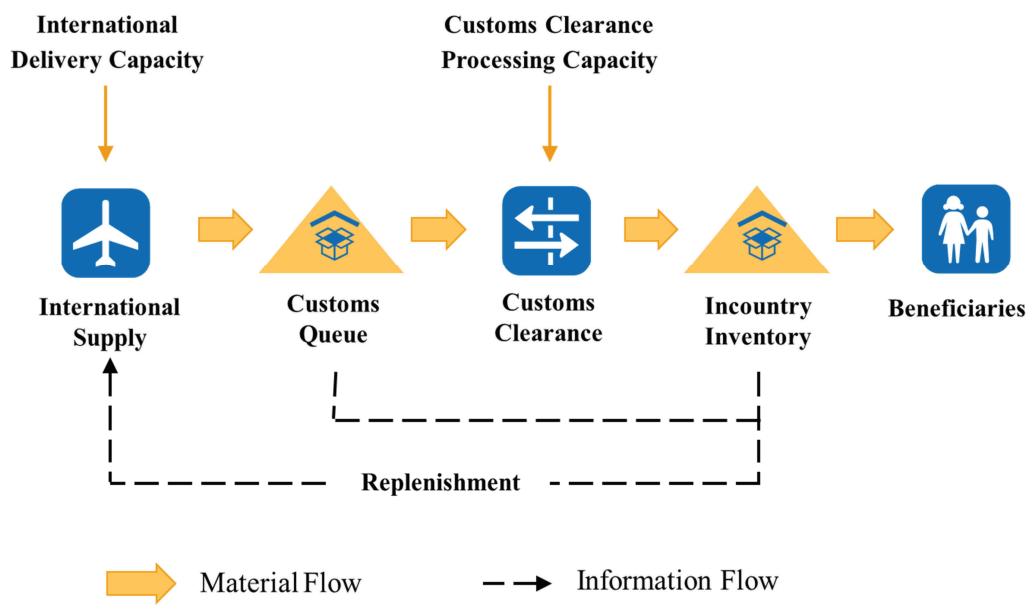 International
Delivery Capacity
Customs Clearance
Processing Capacity
International
Supply
Customs
Queue
Customs
Clearance
Incountry
Inventory
Beneficiaries
Replenishment
Material Flow
Information Flow